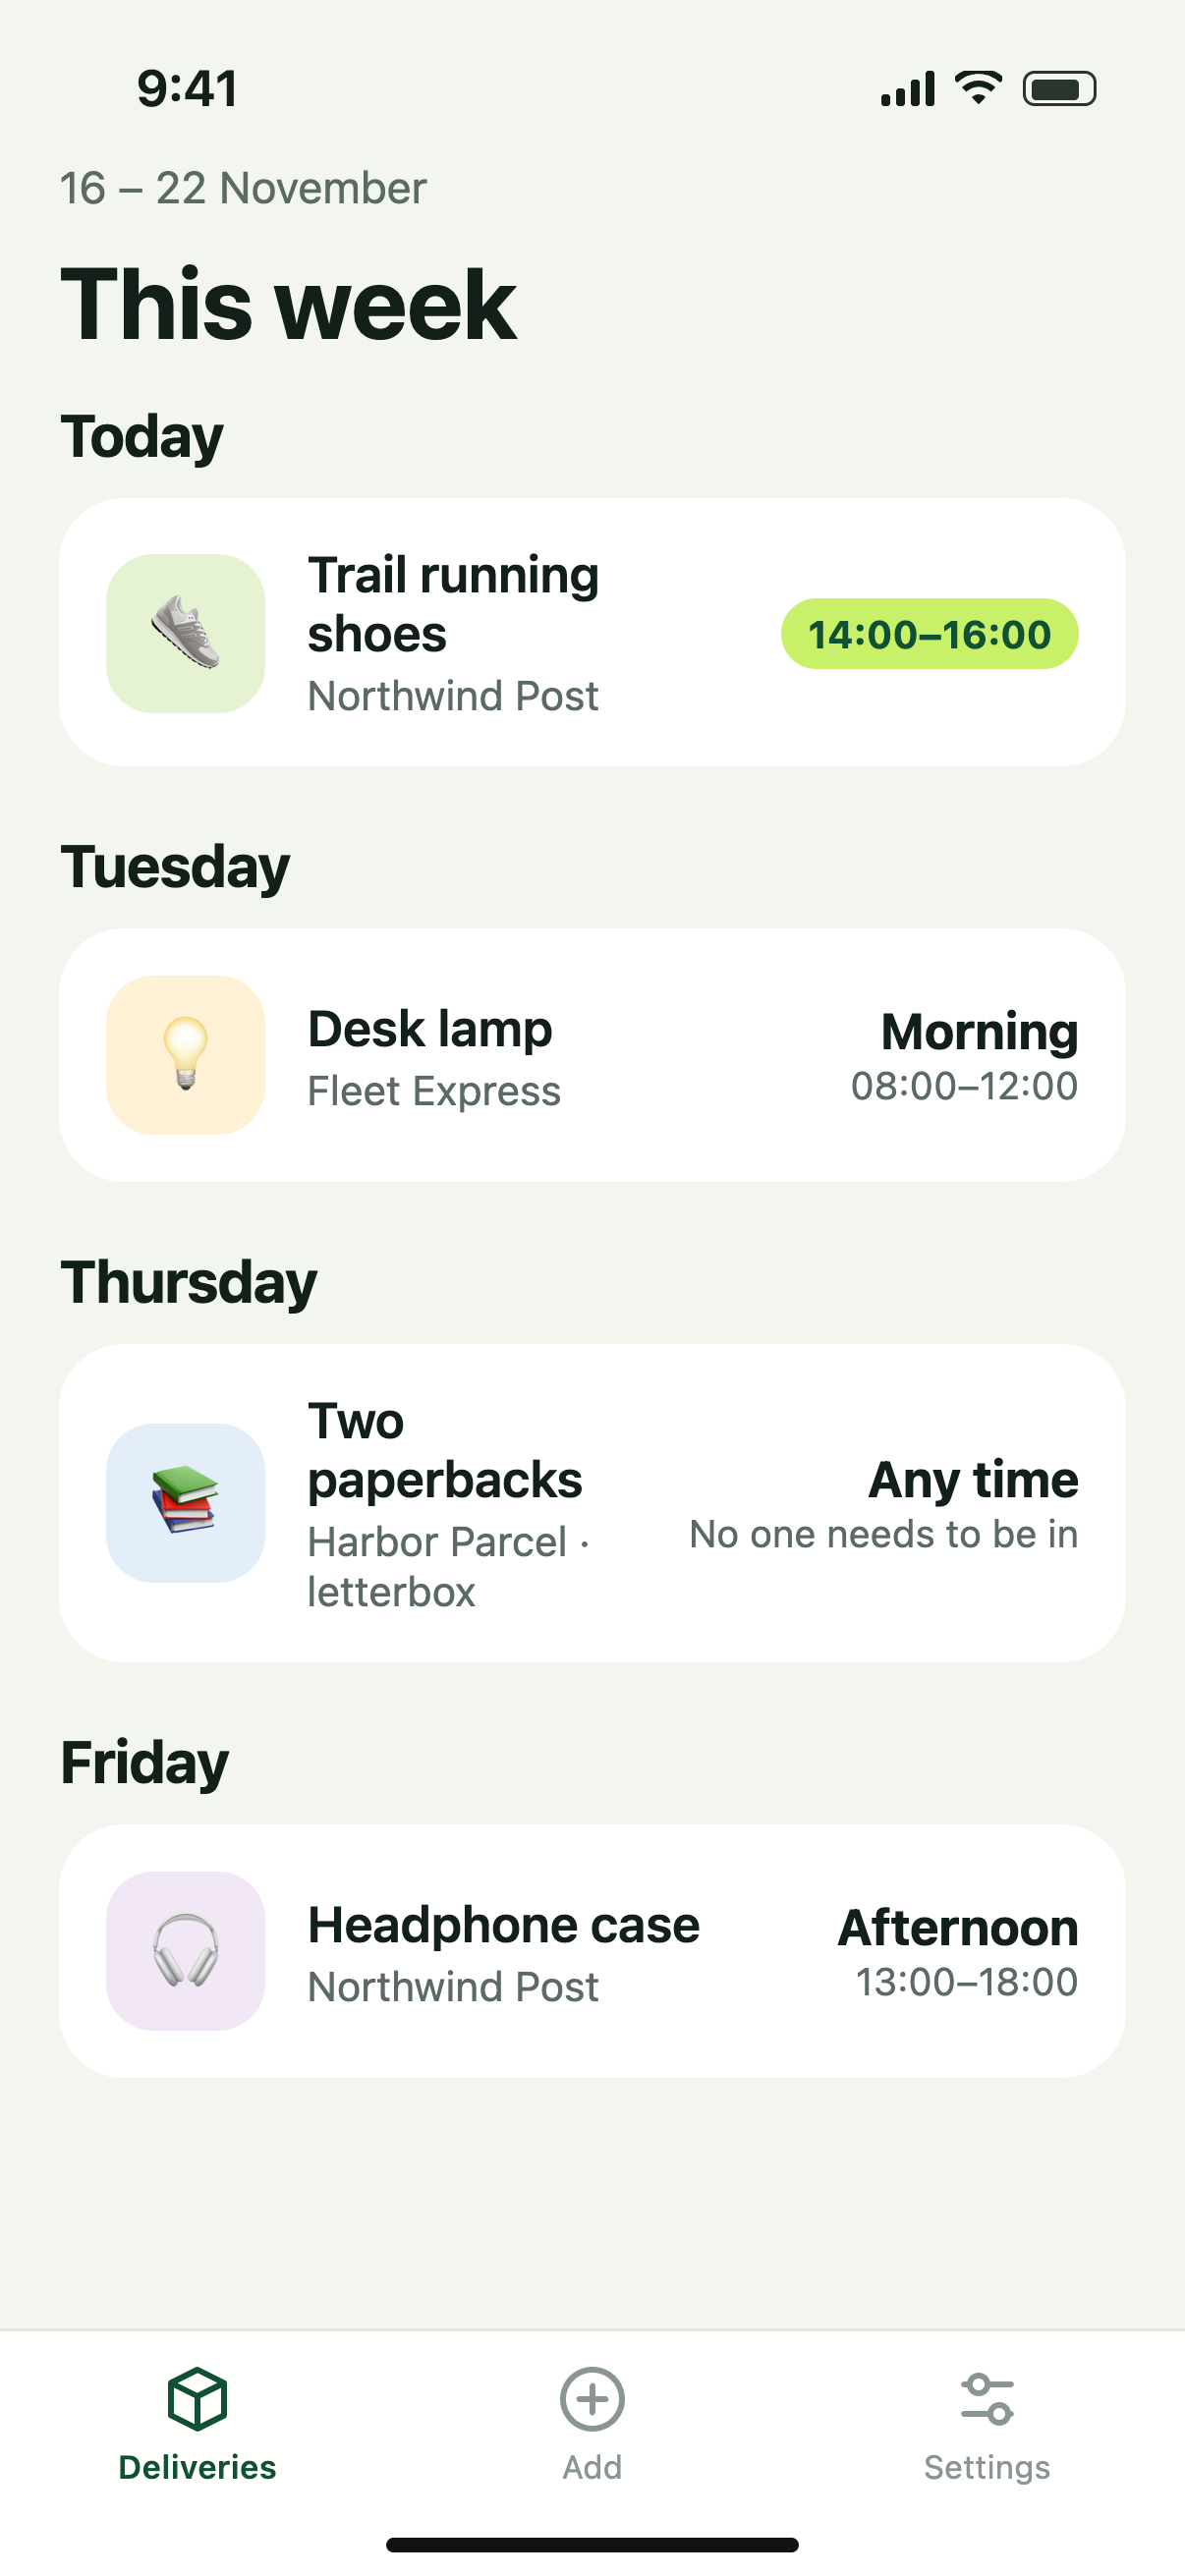 9:41
16 – 22 November
This week
Today
Trail running
shoes
Northwind Post
14:00–16:00
Tuesday
Desk lamp
Fleet Express
Morning
08:00–12:00
Thursday
Two
paperbacks
Harbor Parcel ·
letterbox
Any time
No one needs to be in
Friday
Headphone case
Northwind Post
Afternoon
13:00–18:00
Deliveries
Add
Settings